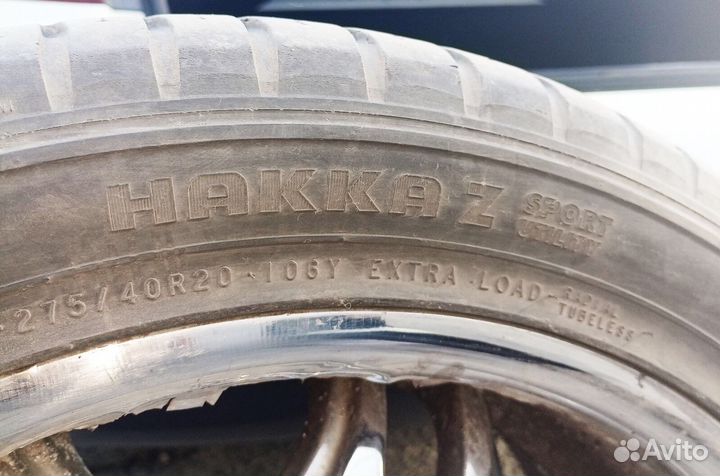 HAKKA Z SPORT UTILITY
275/40R20 106Y EXTRA LOAD RADIAL TUBELESS
Avito